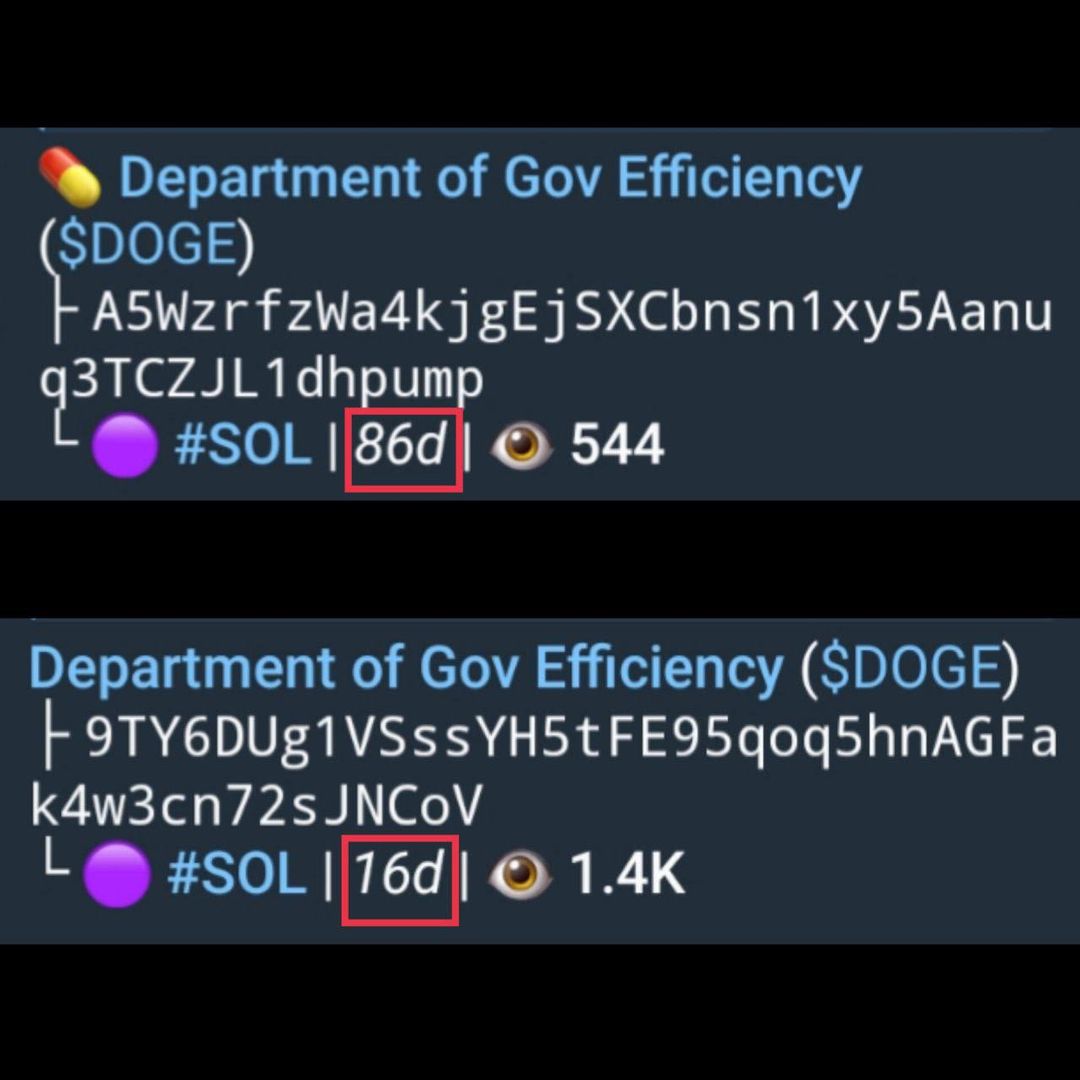 💊 Department of Gov Efficiency
($DOGE)
├ A5WzrfzWa4kjgEjSXCbnsn1xy5Aanu
q3TCZJL1dhpump
└ 🟣 #SOL | 86d | 👁 544
Department of Gov Efficiency ($DOGE)
├ 9TY6DUg1VSssYH5tFE95qoq5hnAGFa
k4w3cn72sJNCoV
└ 🟣 #SOL | 16d | 👁 1.4K